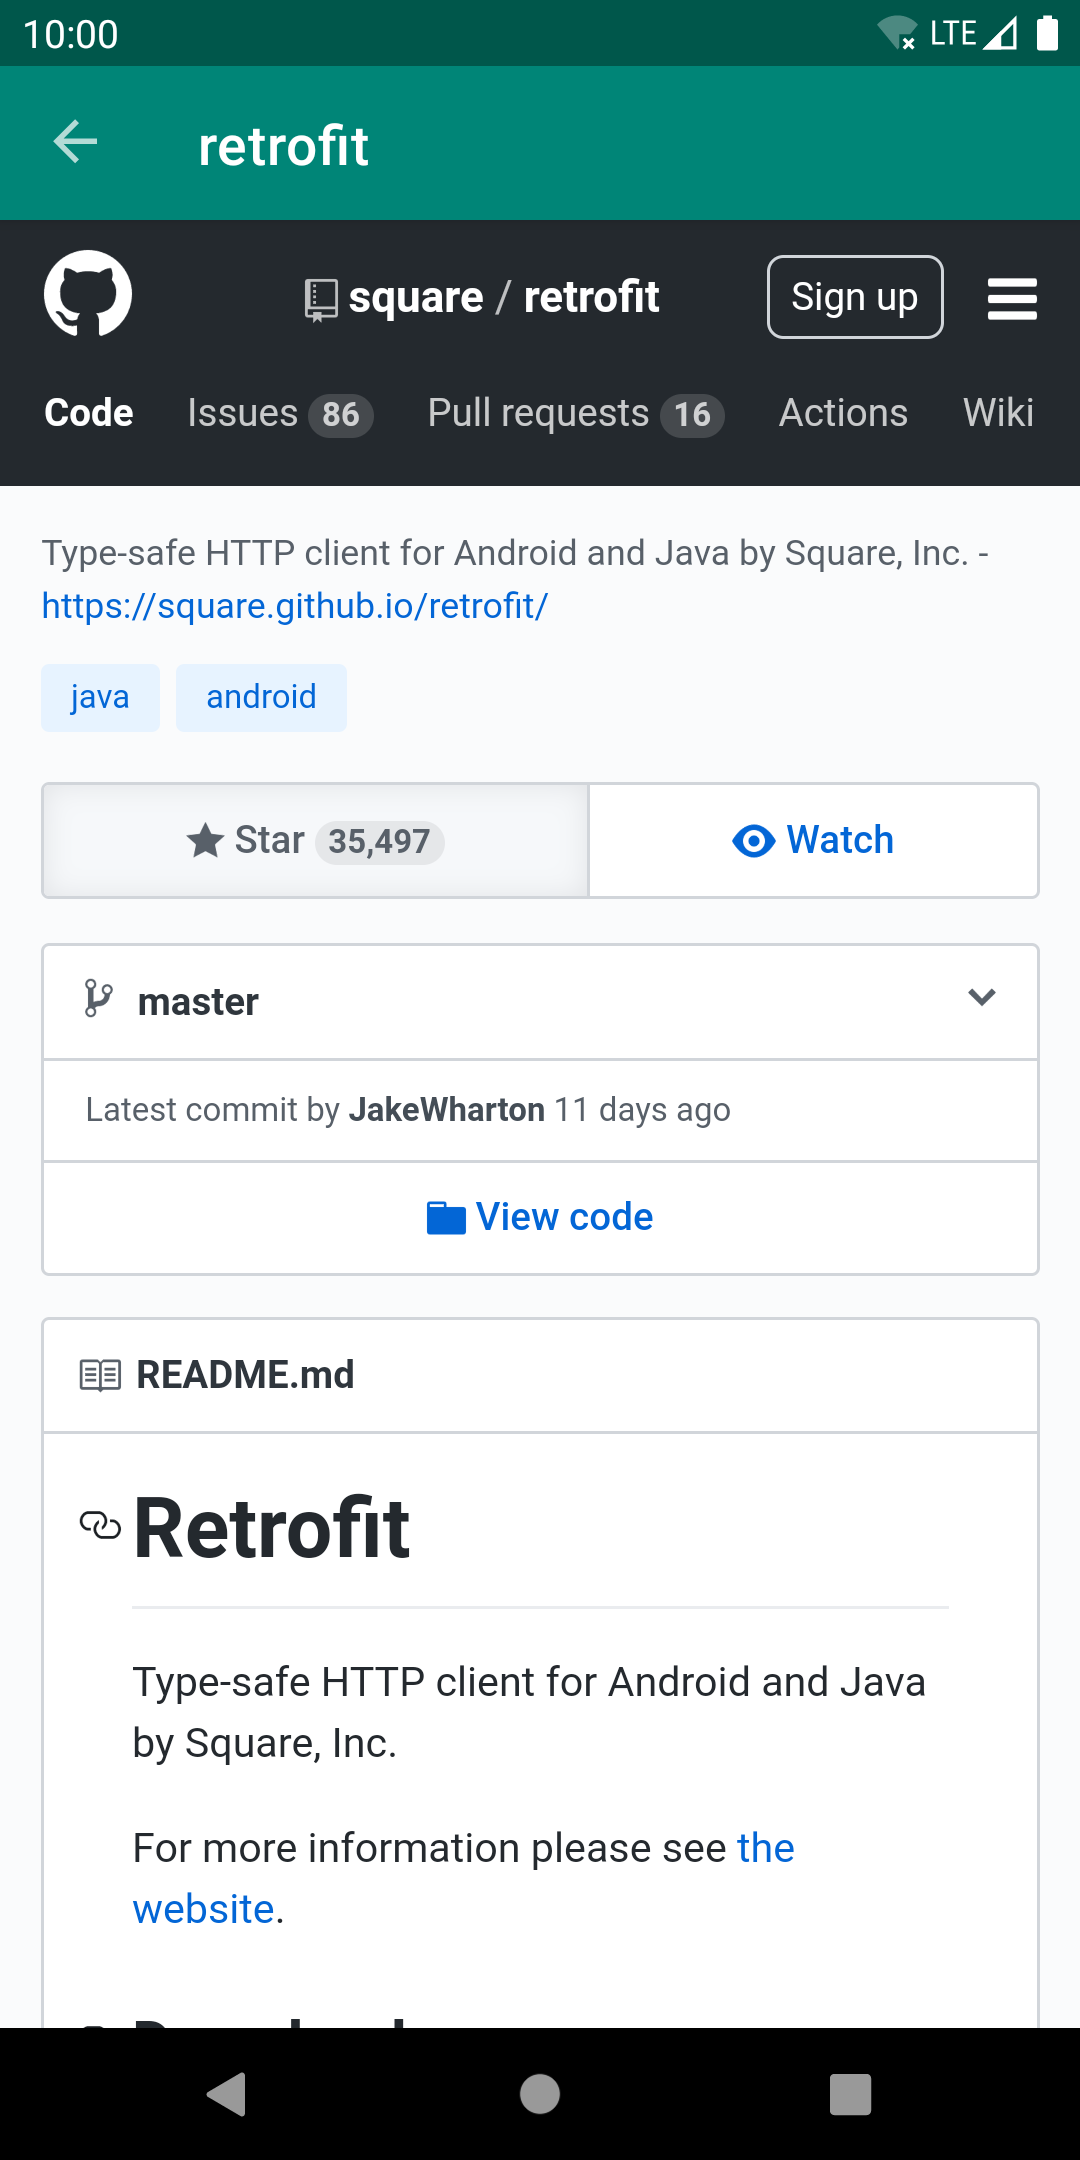 10:00
LTE
retrofit
square / retrofit
Sign up
Code Issues 86 Pull requests 16 Actions Wiki
Type-safe HTTP client for Android and Java by Square, Inc. -
https://square.github.io/retrofit/
java android
Star 35,497
Watch
master
Latest commit by JakeWharton 11 days ago
View code
README.md
Retrofit
Type-safe HTTP client for Android and Java
by Square, Inc.
For more information please see the
website.